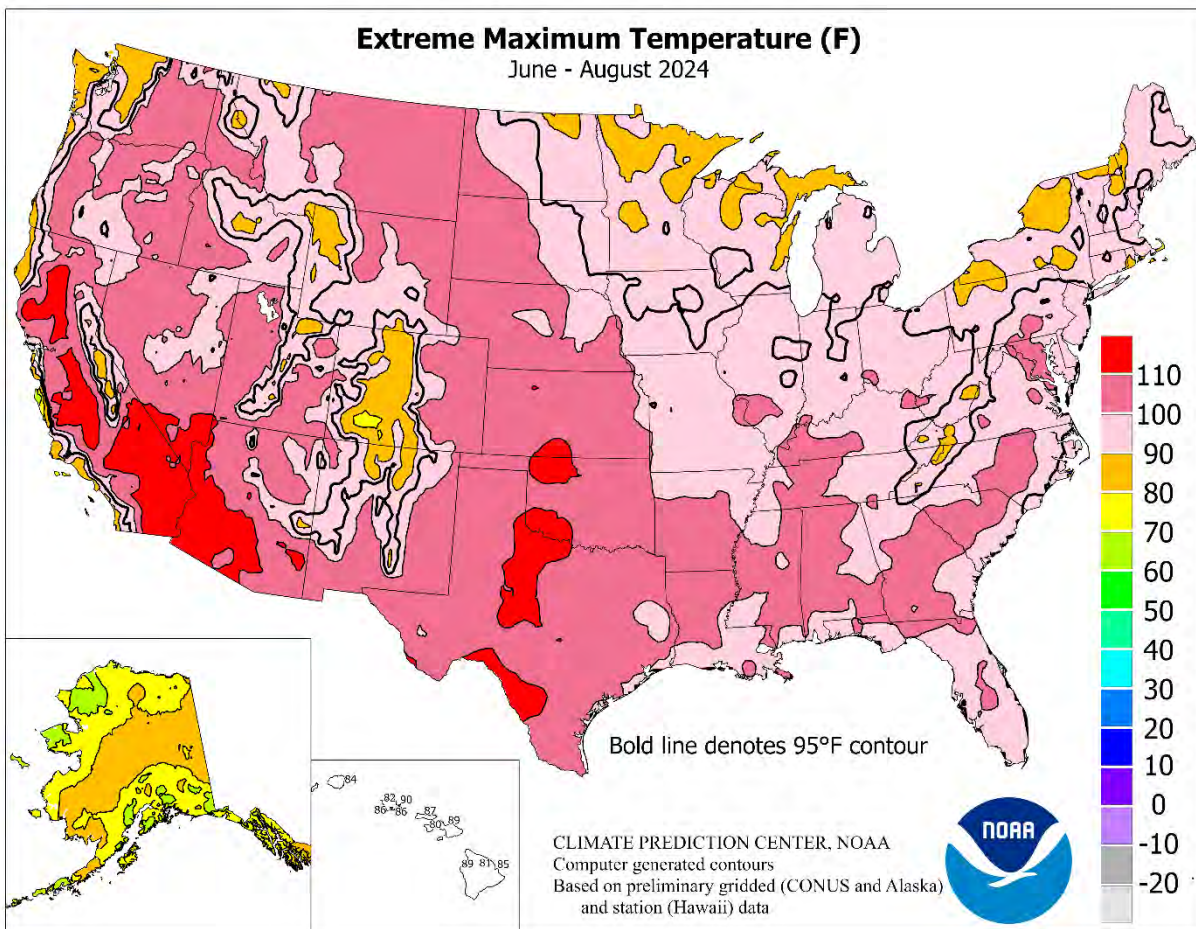 Extreme Maximum Temperature (F)
June - August 2024
110
100
90
80
70
60
50
40
30
20
10
0
-10
-20
Bold line denotes 95°F contour
84
82 90
86 86
87
80 89
89 81 85
CLIMATE PREDICTION CENTER, NOAA
Computer generated contours
Based on preliminary gridded (CONUS and Alaska)
and station (Hawaii) data
NOAA